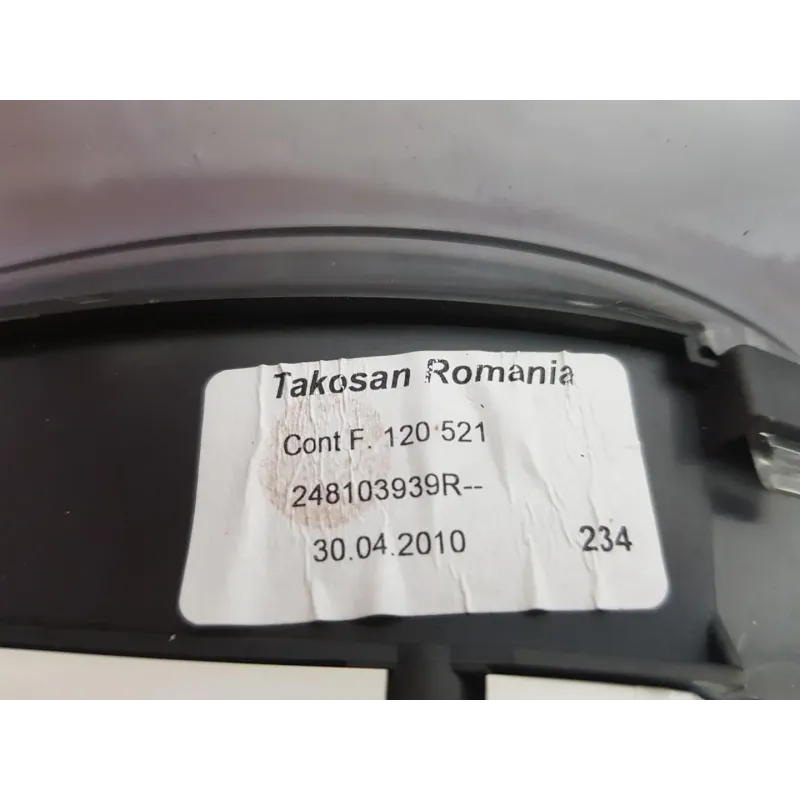 Takosan Romania
Cont F. 120 521
248103939R--
30.04.2010 234